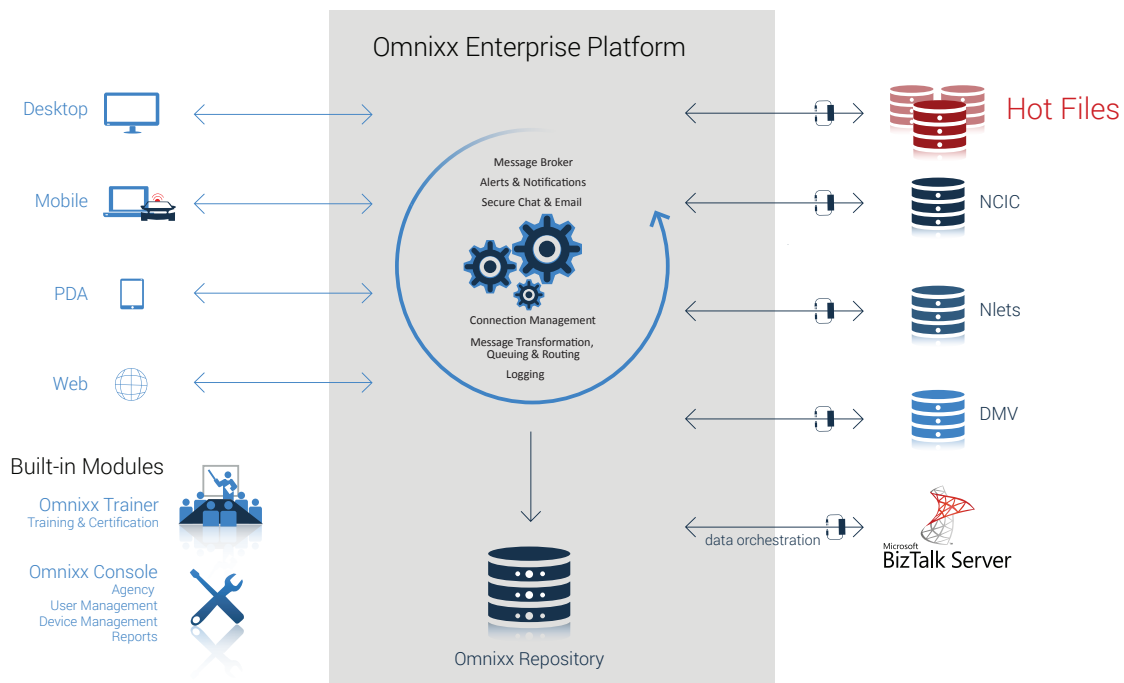 Omnixx Enterprise Platform
Desktop
Mobile
PDA
Web
Built-in Modules
Omnixx Trainer
Training & Certification
Omnixx Console
Agency
User Management
Device Management
Reports
Message Broker
Alerts & Notifications
Secure Chat & Email
Connection Management
Message Transformation,
Queuing & Routing
Logging
Omnixx Repository
Hot Files
NCIC
Nlets
DMV
data orchestration
Microsoft
BizTalk Server